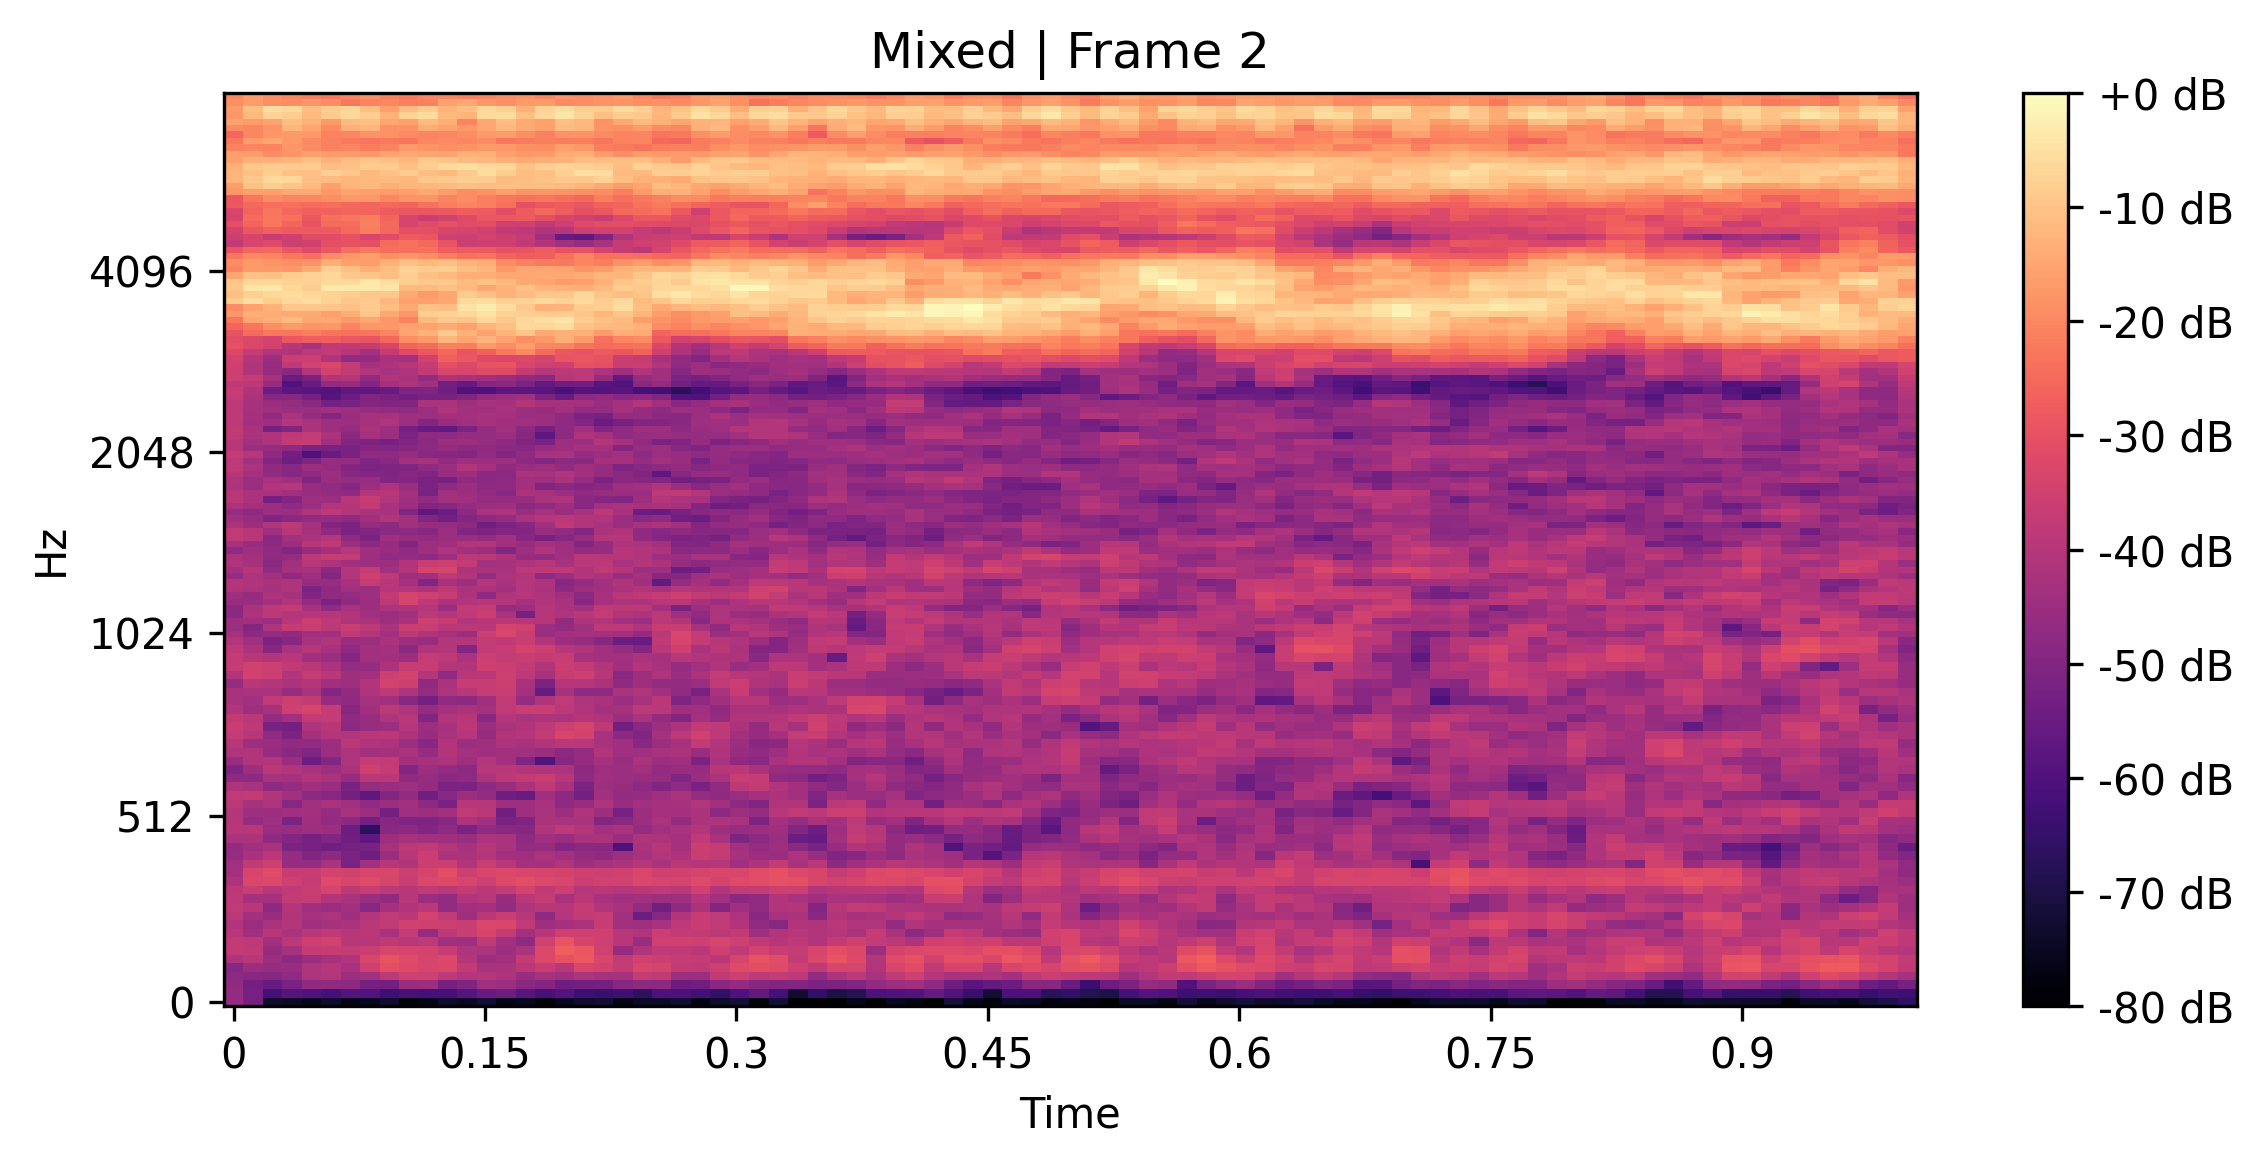 Mixed | Frame 2
+0 dB
-10 dB
-20 dB
-30 dB
-40 dB
-50 dB
-60 dB
-70 dB
-80 dB
Hz
4096
2048
1024
512
0
0 0.15 0.3 0.45 0.6 0.75 0.9
Time